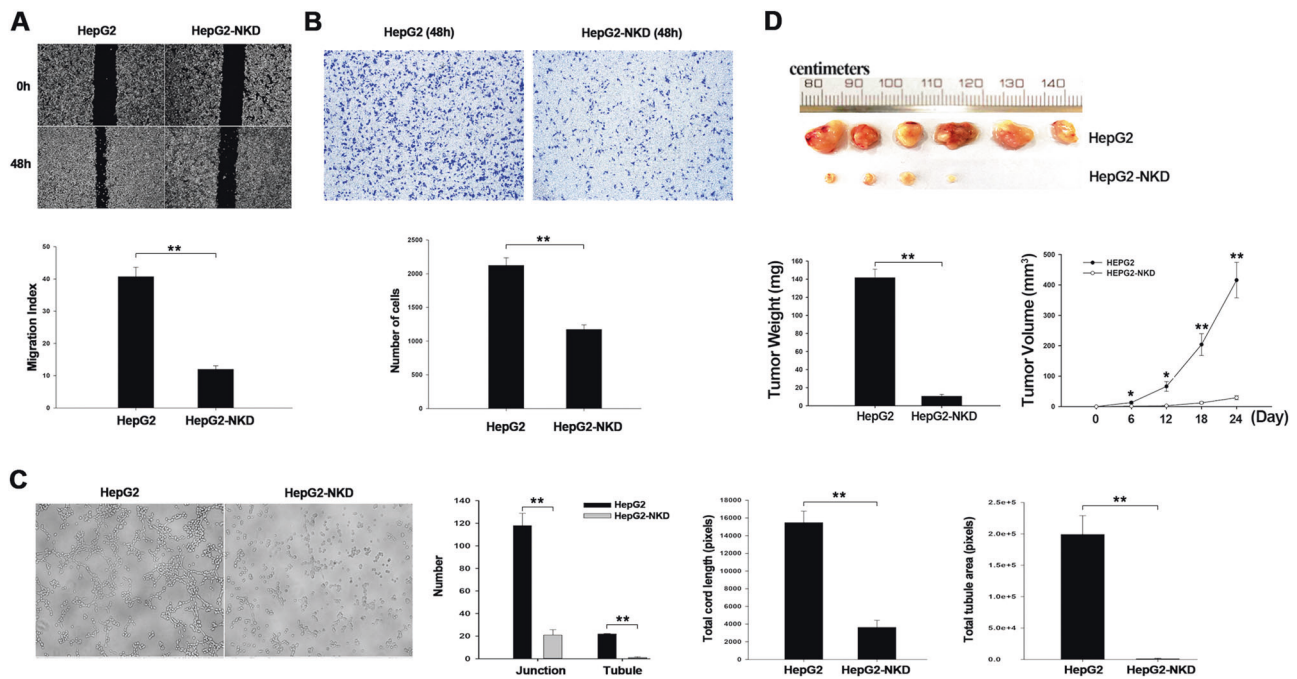 A
HepG2 HepG2-NKD
0h
48h
Migration Index
50
40
30
20
10
0
**
HepG2 HepG2-NKD
B
HepG2 (48h) HepG2-NKD (48h)
Number of cells
2500
2000
1500
1000
500
0
**
HepG2 HepG2-NKD
D
centimeters
80 90 100 110 120 130 140
HepG2
HepG2-NKD
Tumor Weight (mg)
160
140
120
100
80
60
40
20
0
**
HepG2 HepG2-NKD
Tumor Volume (mm³)
500
400
300
200
100
0
HEPG2
HEPG2-NKD
* * ** **
0 6 12 18 24 (Day)
C
HepG2 HepG2-NKD
Number
140
120
100
80
60
40
20
0
HepG2
HepG2-NKD
**
**
Junction Tubule
Total cord length (pixels)
18000
16000
14000
12000
10000
8000
6000
4000
2000
0
**
HepG2 HepG2-NKD
Total tubule area (pixels)
2.5e+5
2.0e+5
1.5e+5
1.0e+5
5.0e+4
0.0
**
HepG2 HepG2-NKD